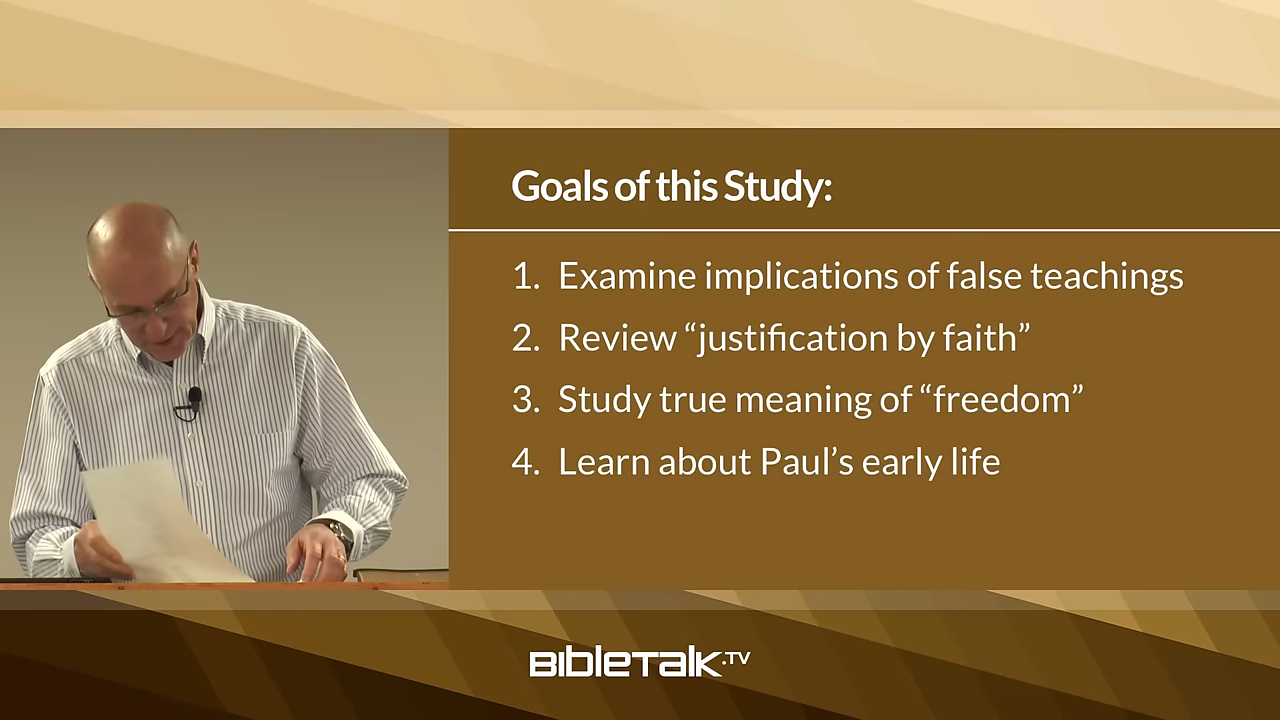 Goals of this Study:
1. Examine implications of false teachings
2. Review “justification by faith”
3. Study true meaning of “freedom”
4. Learn about Paul’s early life
BIBLETALK.TV